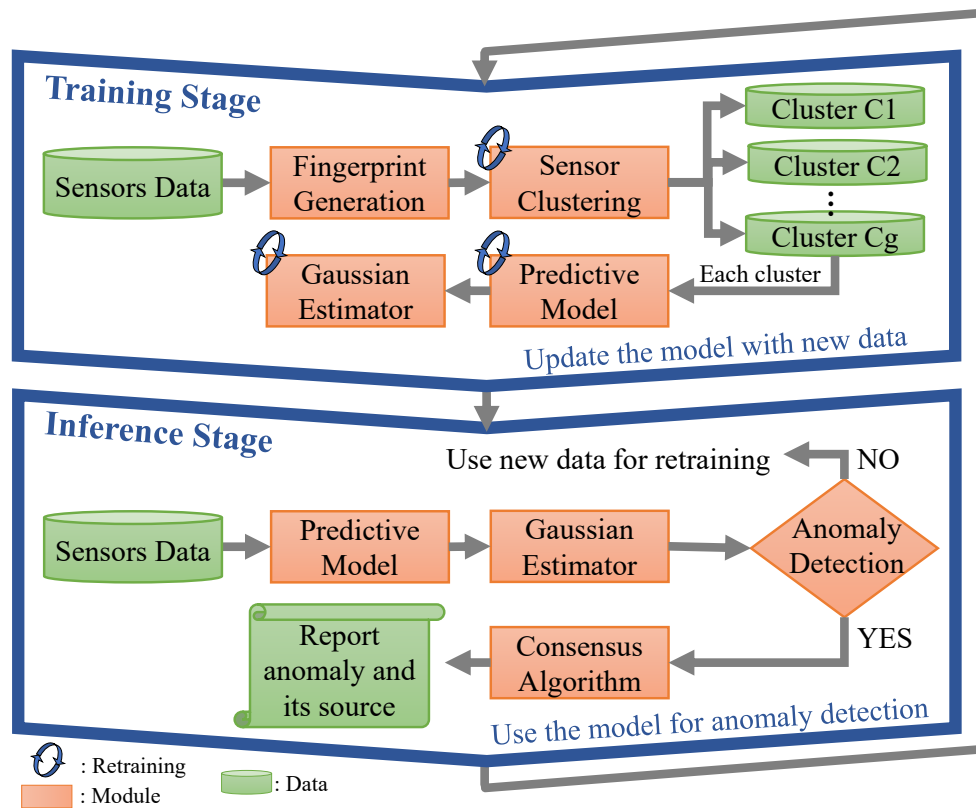 Training Stage
Sensors Data
Fingerprint
Generation
Sensor
Clustering
Cluster C1
Cluster C2
⋮
Cluster Cg
Each cluster
Predictive
Model
Gaussian
Estimator
Update the model with new data
Inference Stage
Use new data for retraining
NO
Sensors Data
Predictive
Model
Gaussian
Estimator
Anomaly
Detection
YES
Consensus
Algorithm
Report
anomaly and
its source
Use the model for anomaly detection
: Retraining
: Module
: Data